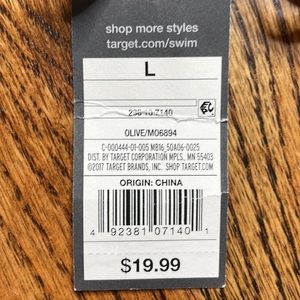 shop more styles
target.com/swim
L
OLIVE/M06894
C-000444-01-005 MB16_50A06-0025
DIST. BY TARGET CORPORATION MPLS, MN 55403
©2017 TARGET BRANDS, INC. SHOP TARGET.COM
ORIGIN: CHINA
4 92381 07140 1
$19.99